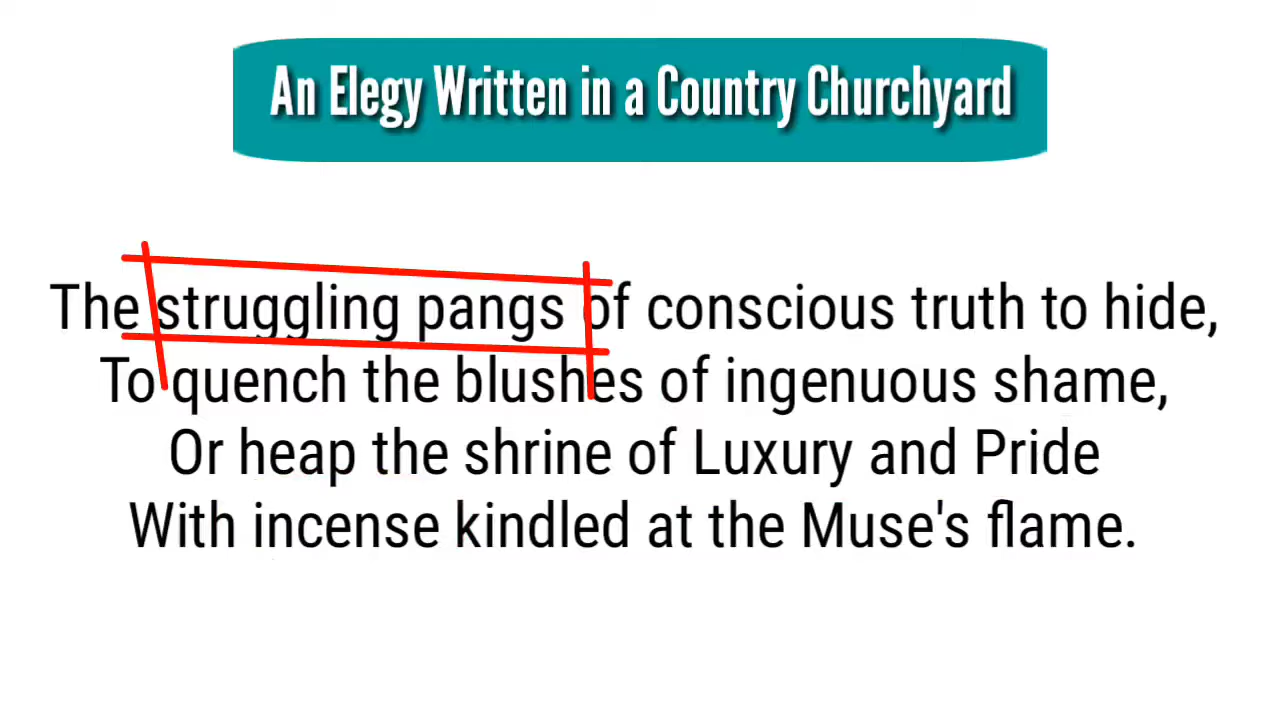 An Elegy Written in a Country Churchyard
The struggling pangs of conscious truth to hide,
To quench the blushes of ingenuous shame,
Or heap the shrine of Luxury and Pride
With incense kindled at the Muse's flame.